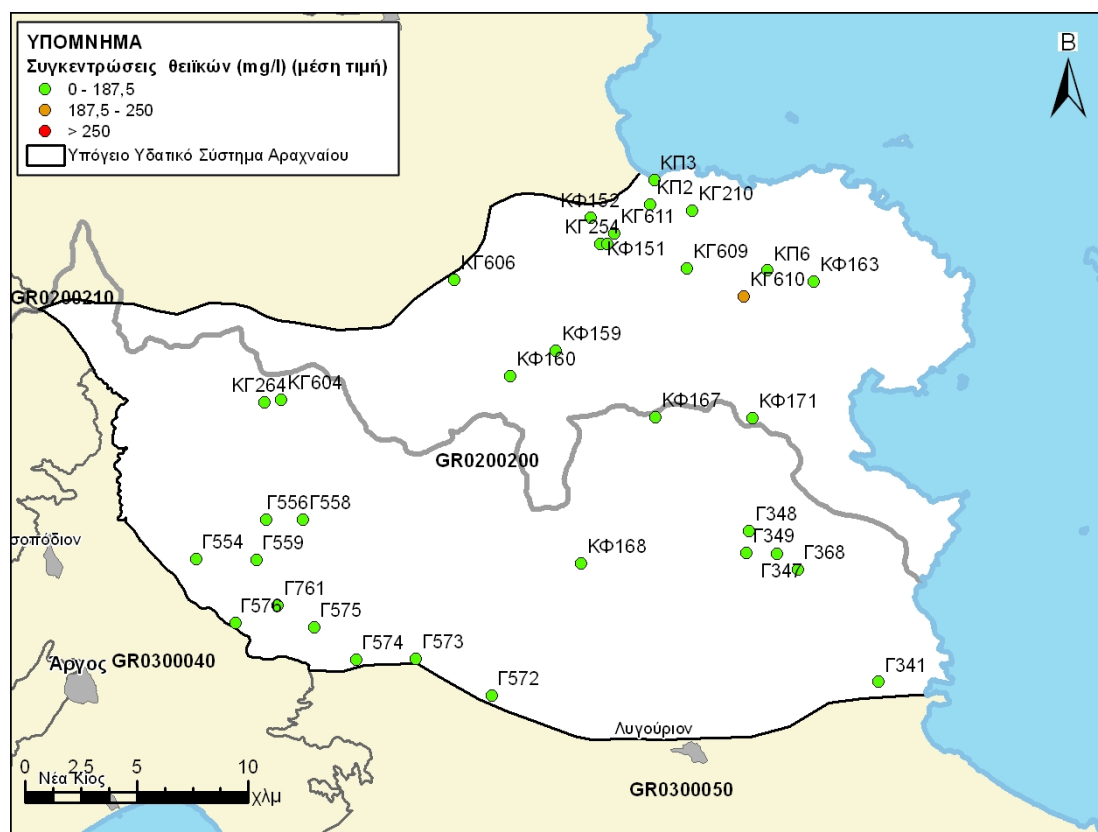 ΥΠΟΜΝΗΜΑ
Συγκεντρώσεις θειϊκών (mg/l) (μέση τιμή)
0 - 187,5
187,5 - 250
> 250
Υπόγειο Υδατικό Σύστημα Αραχναίου
Β
ΚΠ3
ΚΠ2
ΚΓ210
ΚΦ152
ΚΓ611
ΚΓ254
ΚΦ151
ΚΓ609
ΚΠ6
ΚΦ163
ΚΓ610
ΚΓ606
GR0200210
ΚΦ159
ΚΦ160
ΚΓ264
ΚΓ604
ΚΦ167
ΚΦ171
GR0200200
Γ556
Γ558
Γ348
Γ554
Γ559
ΚΦ168
Γ349
Γ368
Γ347
σοπόδιον
Γ761
Γ576
Γ575
Γ574
Γ573
Άργος
GR0300040
Γ572
Γ341
Λυγούριον
0 2,5 5 10
Νέα Κίος
χλμ
GR0300050